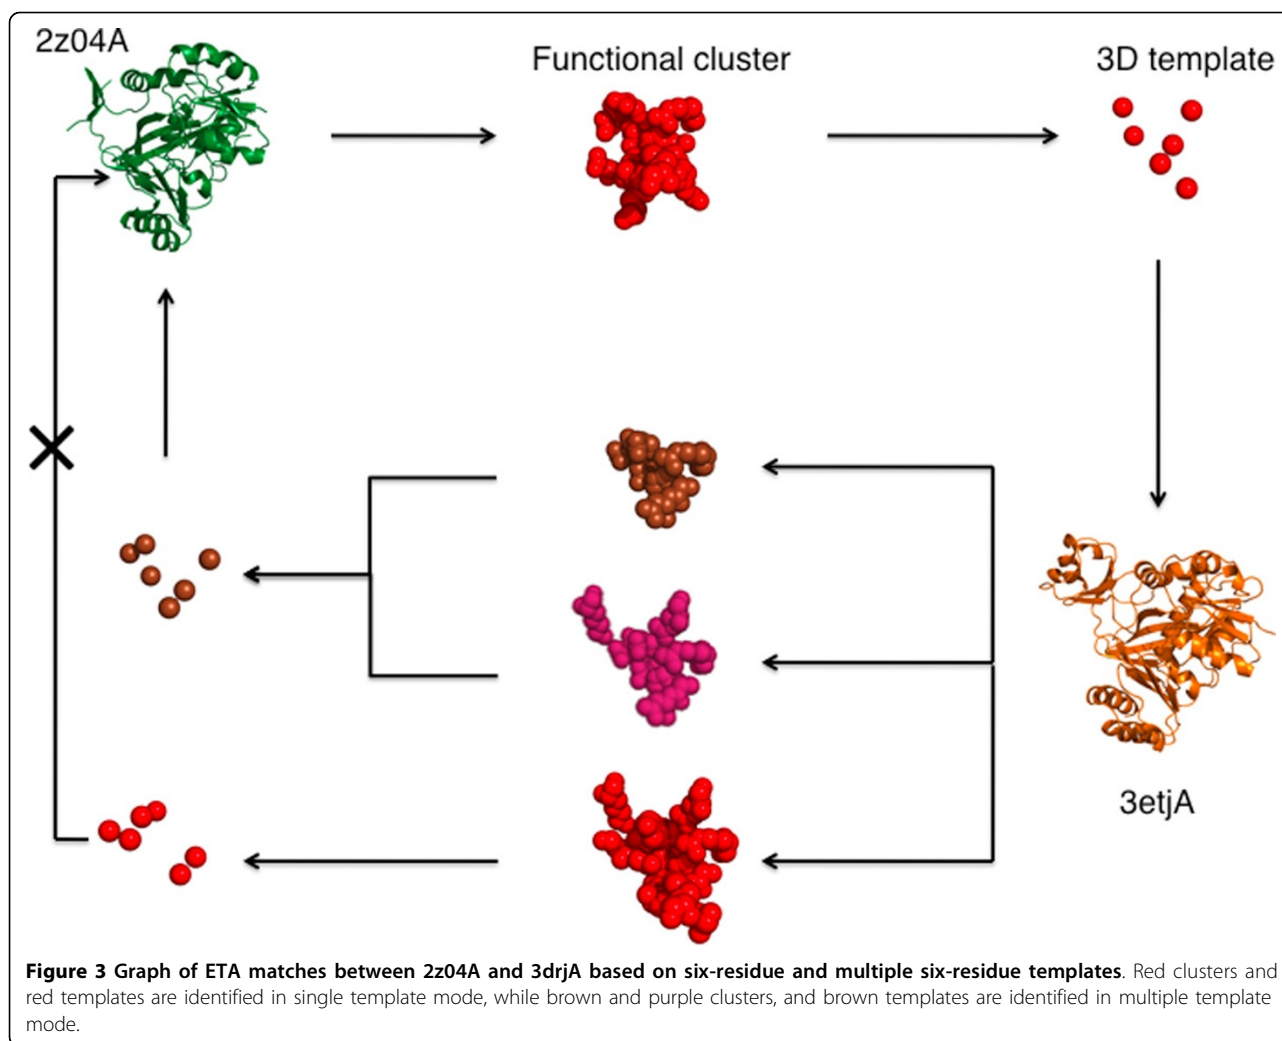 2z04A
Functional cluster
3D template
3etjA
Figure 3 Graph of ETA matches between 2z04A and 3drjA based on six-residue and multiple six-residue templates. Red clusters and
red templates are identified in single template mode, while brown and purple clusters, and brown templates are identified in multiple template
mode.